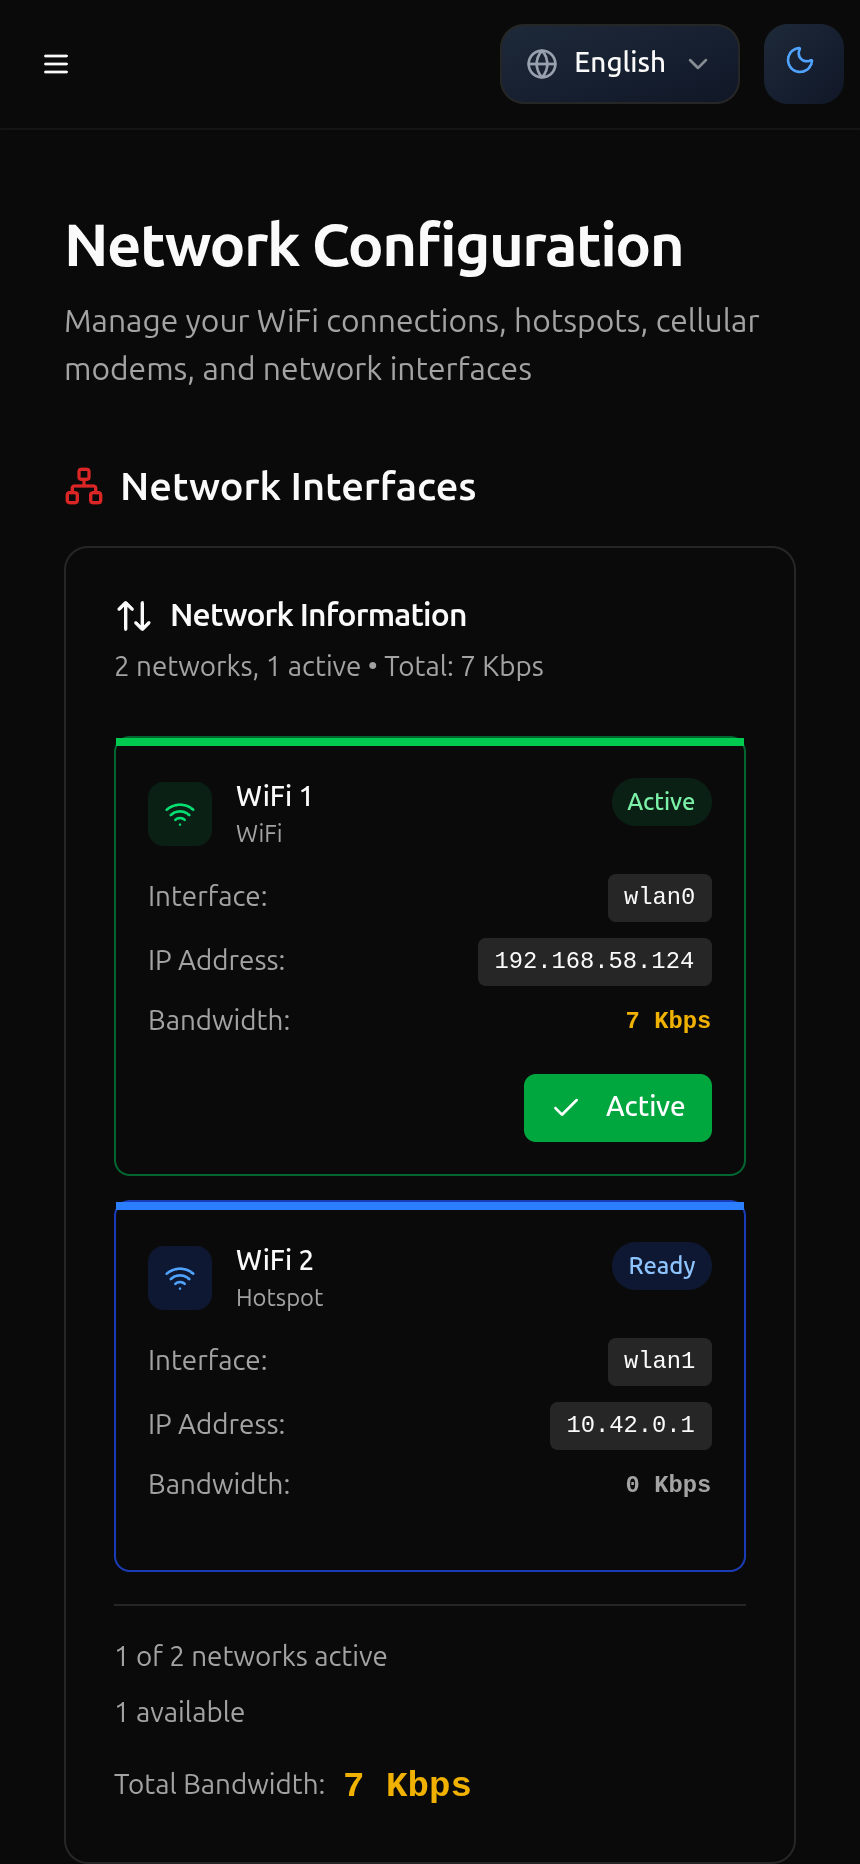 English
Network Configuration
Manage your WiFi connections, hotspots, cellular
modems, and network interfaces
Network Interfaces
Network Information
2 networks, 1 active • Total: 7 Kbps
WiFi 1
Active
WiFi
Interface: wlan0
IP Address: 192.168.58.124
Bandwidth: 7 Kbps
Active
WiFi 2
Ready
Hotspot
Interface: wlan1
IP Address: 10.42.0.1
Bandwidth: 0 Kbps
1 of 2 networks active
1 available
Total Bandwidth: 7 Kbps